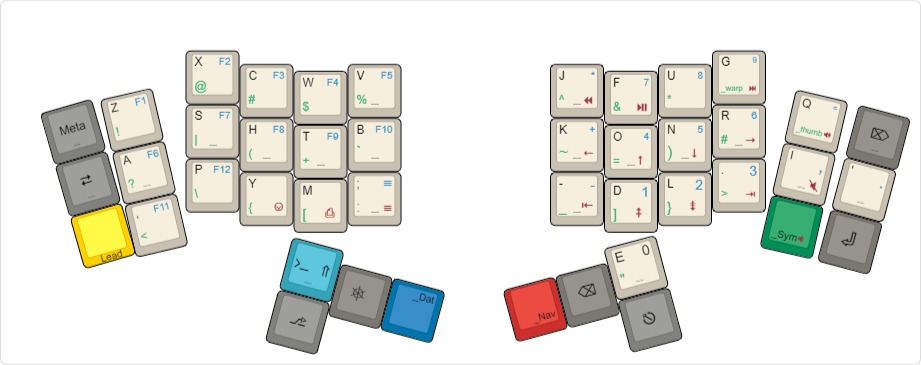 Meta
Z F1
!
X F2
@
C F3
#
W F4
$
V F5
% _
J
^ _
F 7
&
U 8
*
G 9
_warp
Q =
_thumb
A F6
? _
S F7
| _
H F8
( _
T F9
+ _
B F10
` _
K +
~ _
O 4
= _
N 5
) _
R 6
# _
I ,
_
' .
_
Lead
, F11
<
P F12
\
Y
{
M
[
;
: _
- -
_ _
D 1
]
L 2
}
. 3
>
_Sym
>_
_Dat
_Nav
E 0
"